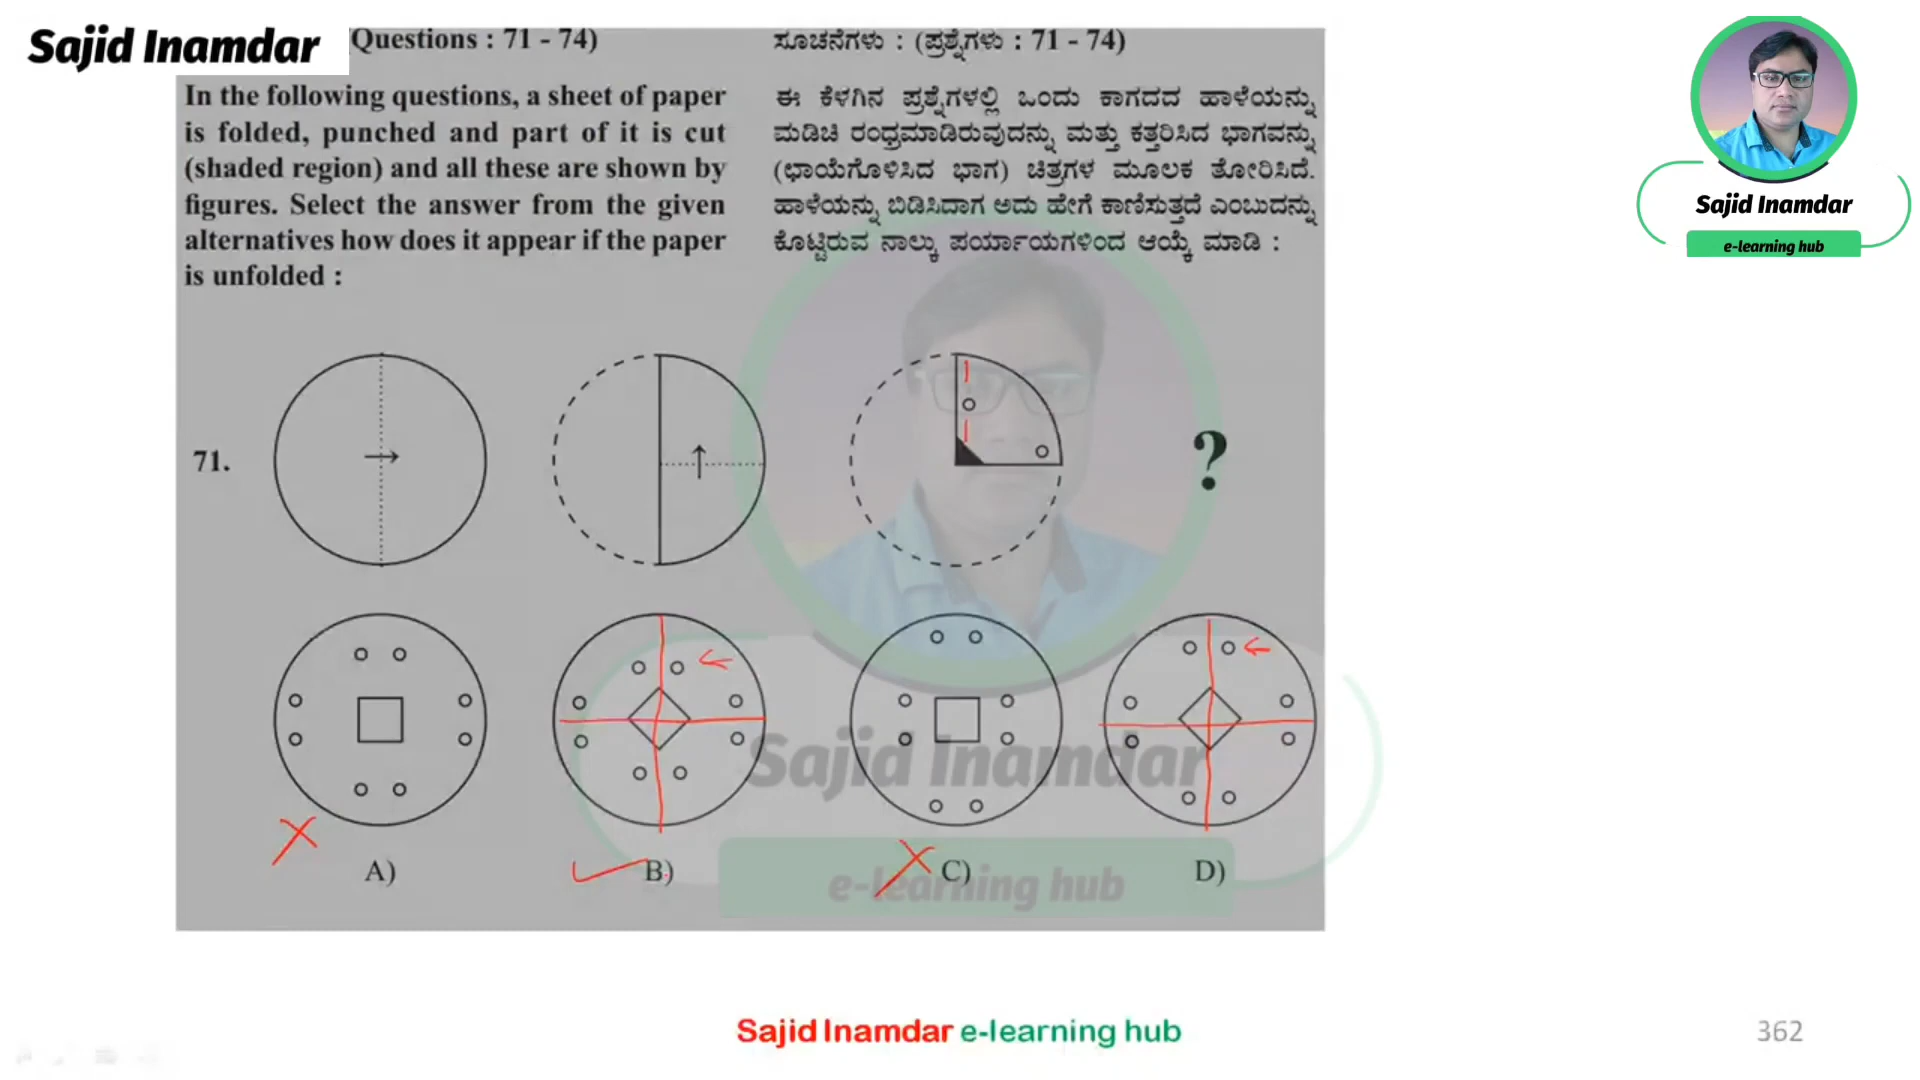 Sajid Inamdar
Questions : 71 - 74)
In the following questions, a sheet of paper
is folded, punched and part of it is cut
(shaded region) and all these are shown by
figures. Select the answer from the given
alternatives how does it appear if the paper
is unfolded :
ಸೂಚನೆಗಳು : (ಪ್ರಶ್ನೆಗಳು : 71 - 74)
ಈ ಕೆಳಗಿನ ಪ್ರಶ್ನೆಗಳಲ್ಲಿ ಒಂದು ಕಾಗದದ ಹಾಳೆಯನ್ನು
ಮಡಿಚಿ ರಂಧ್ರಮಾಡಿರುವುದನ್ನು ಮತ್ತು ಕತ್ತರಿಸಿದ ಭಾಗವನ್ನು
(ಛಾಯೆಗೊಳಿಸಿದ ಭಾಗ) ಚಿತ್ರಗಳ ಮೂಲಕ ತೋರಿಸಿದೆ.
ಹಾಳೆಯನ್ನು ಬಿಡಿಸಿದಾಗ ಅದು ಹೇಗೆ ಕಾಣಿಸುತ್ತದೆ ಎಂಬುದನ್ನು
ಕೊಟ್ಟಿರುವ ನಾಲ್ಕು ಪರ್ಯಾಯಗಳಿಂದ ಆಯ್ಕೆ ಮಾಡಿ :
Sajid Inamdar
e-learning hub
71.
?
Sajid Inamdar
e-learning hub
A)
B)
C)
D)
Sajid Inamdar e-learning hub
362